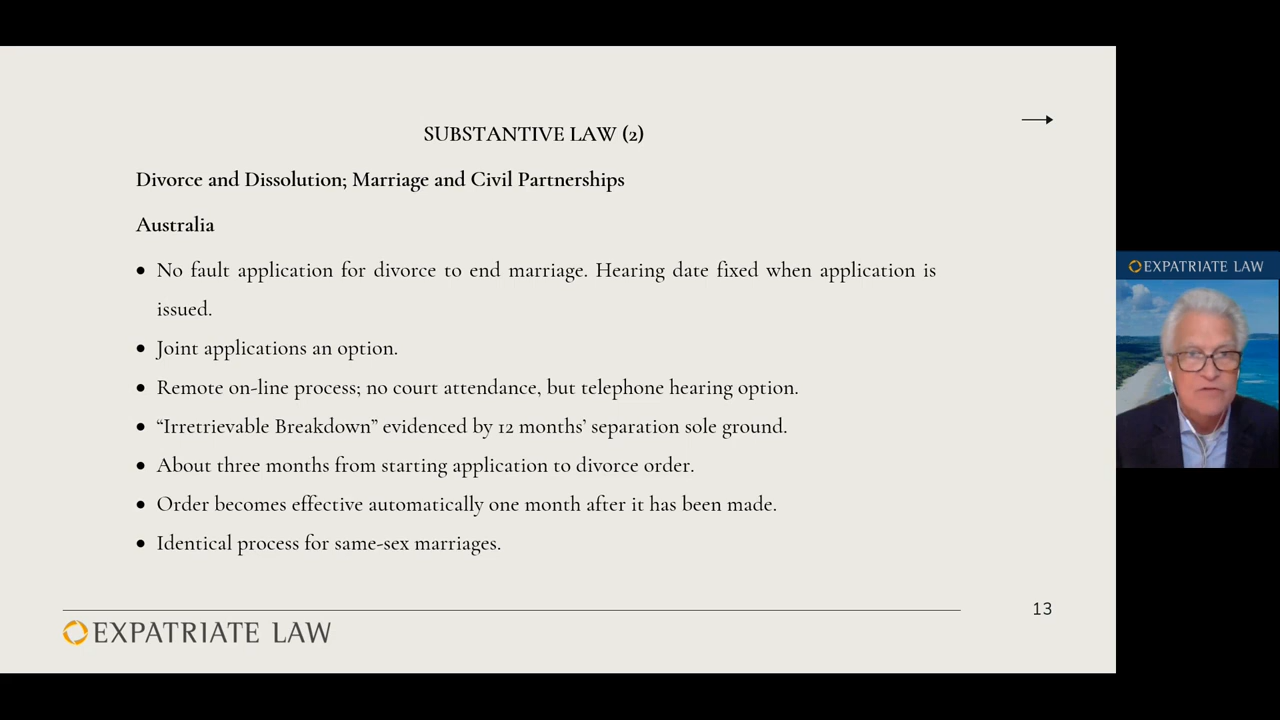 SUBSTANTIVE LAW (2)
Divorce and Dissolution; Marriage and Civil Partnerships
Australia
• No fault application for divorce to end marriage. Hearing date fixed when application is
issued.
• Joint applications an option.
• Remote on-line process; no court attendance, but telephone hearing option.
• “Irretrievable Breakdown” evidenced by 12 months’ separation sole ground.
• About three months from starting application to divorce order.
• Order becomes effective automatically one month after it has been made.
• Identical process for same-sex marriages.
13
EXPATRIATE LAW
EXPATRIATE LAW